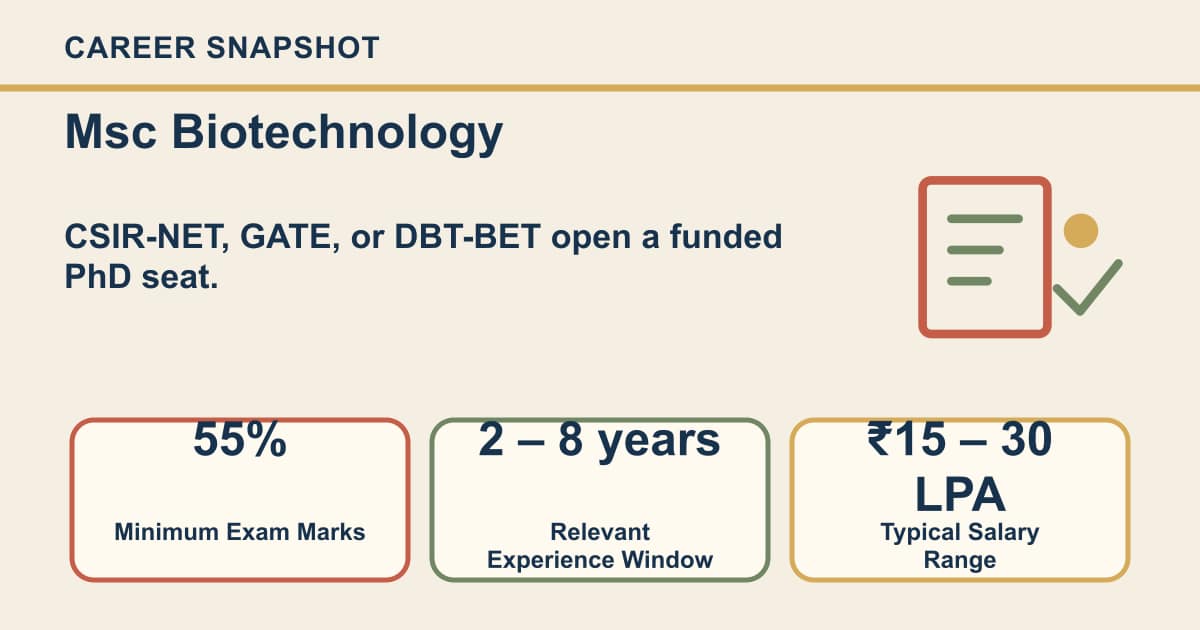 CAREER SNAPSHOT
Msc Biotechnology
CSIR-NET, GATE, or DBT-BET open a funded
PhD seat.
55%
Minimum Exam Marks
2 – 8 years
Relevant
Experience Window
₹15 – 30
LPA
Typical Salary
Range